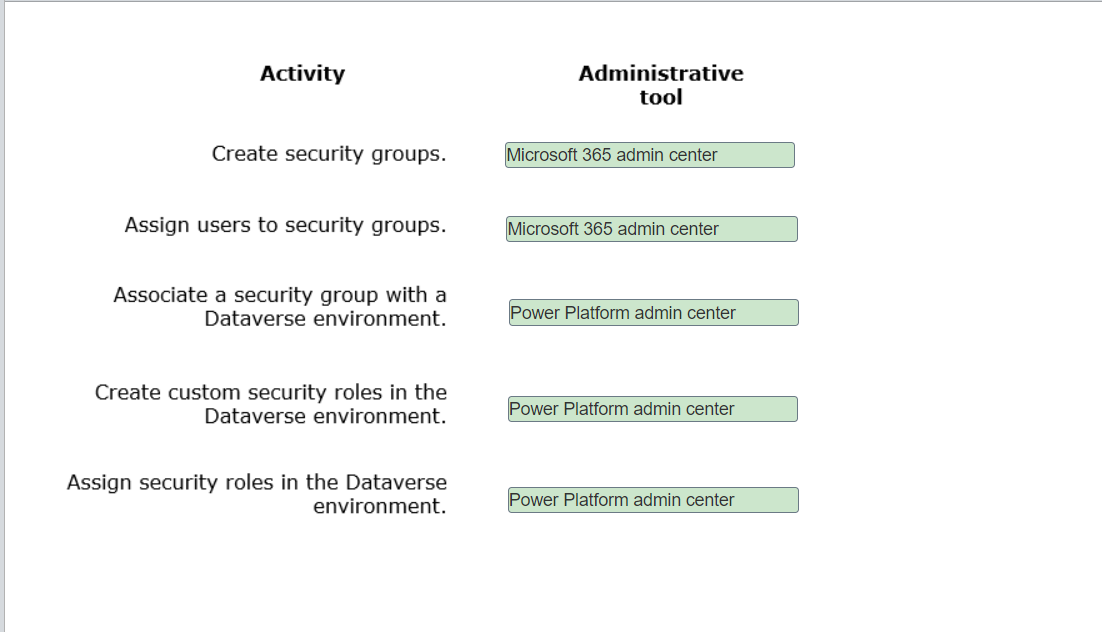 Activity
Administrative
tool
Create security groups.
Microsoft 365 admin center
Assign users to security groups.
Microsoft 365 admin center
Associate a security group with a
Dataverse environment.
Power Platform admin center
Create custom security roles in the
Dataverse environment.
Power Platform admin center
Assign security roles in the Dataverse
environment.
Power Platform admin center